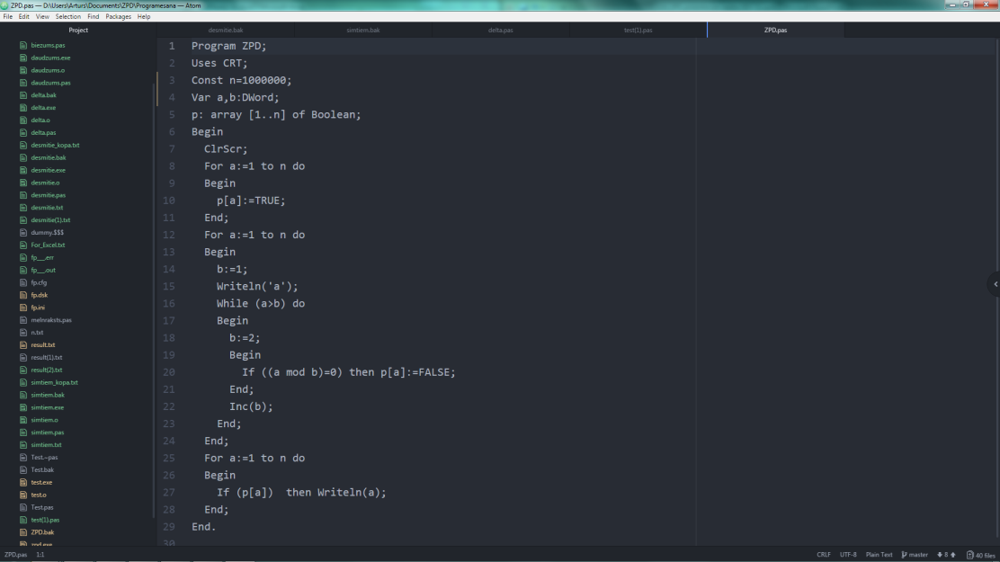 ZPD.pas — D:\Users\Arturs\Documents\ZPD\Programesana — Atom
File Edit View Selection Find Packages Help
Project
desmitie.bak
simtiem.bak
delta.pas
test(1).pas
ZPD.pas
biezums.pas
daudzums.exe
daudzums.o
daudzums.pas
delta.bak
delta.exe
delta.o
delta.pas
desmitie_kopa.txt
desmitie.bak
desmitie.exe
desmitie.o
desmitie.pas
desmitie.txt
desmitie(1).txt
dummy.$$$
For_Excel.txt
fp___.err
fp___.out
fp.cfg
fp.dsk
fp.ini
melnraksts.pas
n.txt
result.txt
result(1).txt
result(2).txt
simtiem_kopa.txt
simtiem.bak
simtiem.exe
simtiem.o
simtiem.pas
simtiem.txt
Test.~pas
Test.bak
test.exe
test.o
Test.pas
test(1).pas
ZPD.bak
zpd.exe
1 Program ZPD;
2 Uses CRT;
3 Const n=1000000;
4 Var a,b:DWord;
5 p: array [1..n] of Boolean;
6 Begin
7 ClrScr;
8 For a:=1 to n do
9 Begin
10 p[a]:=TRUE;
11 End;
12 For a:=1 to n do
13 Begin
14 b:=1;
15 Writeln('a');
16 While (a>b) do
17 Begin
18 b:=2;
19 Begin
20 If ((a mod b)=0) then p[a]:=FALSE;
21 End;
22 Inc(b);
23 End;
24 End;
25 For a:=1 to n do
26 Begin
27 If (p[a])  then Writeln(a);
28 End;
29 End.
30
ZPD.pas 1:1
CRLF UTF-8 Plain Text master 8 40 files